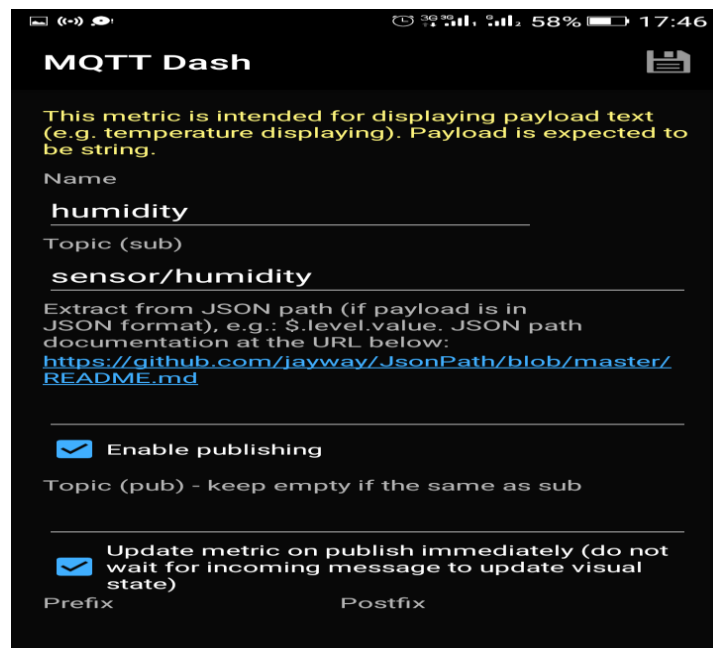 58% 17:46
MQTT Dash
This metric is intended for displaying payload text
(e.g. temperature displaying). Payload is expected to
be string.
Name
humidity
Topic (sub)
sensor/humidity
Extract from JSON path (if payload is in
JSON format), e.g.: $.level.value. JSON path
documentation at the URL below:
https://github.com/jayway/JsonPath/blob/master/
README.md
Enable publishing
Topic (pub) - keep empty if the same as sub
Update metric on publish immediately (do not
wait for incoming message to update visual
state)
Prefix Postfix